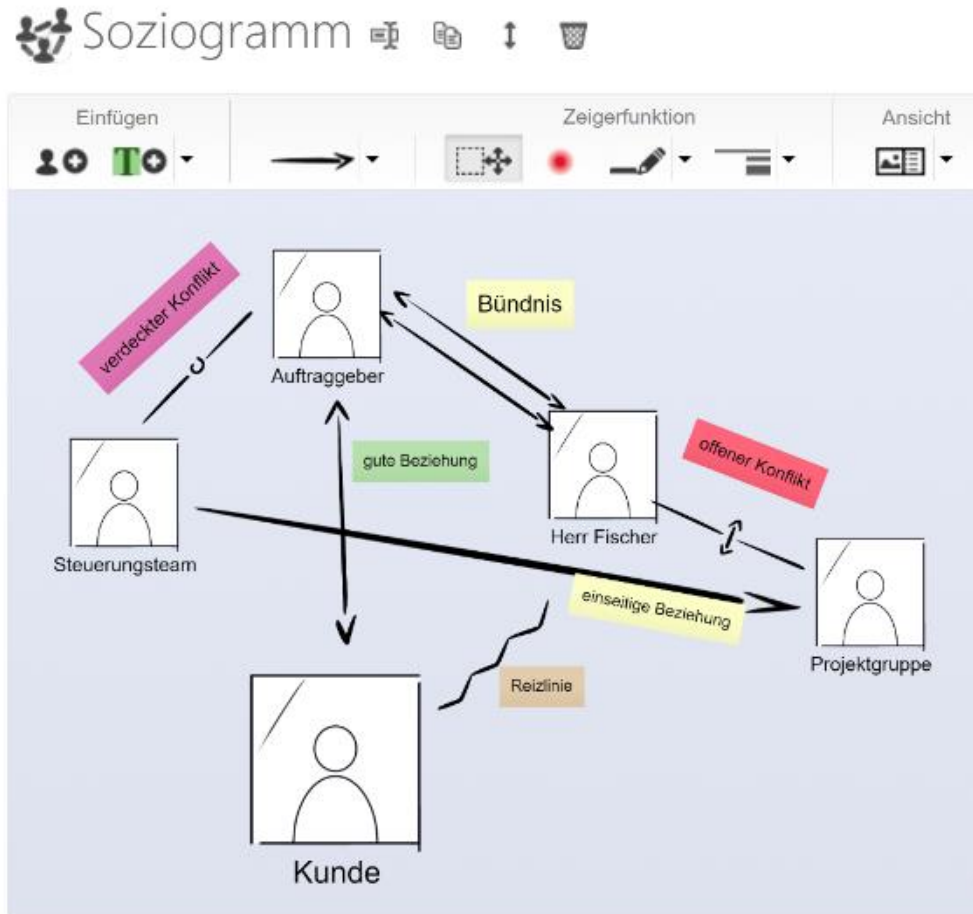 Soziogramm
Einfügen
Zeigerfunktion
Ansicht
T
verdeckter Konflikt
Bündnis
Auftraggeber
gute Beziehung
offener Konflikt
Herr Fischer
Steuerungsteam
einseitige Beziehung
Projektgruppe
Reizlinie
Kunde